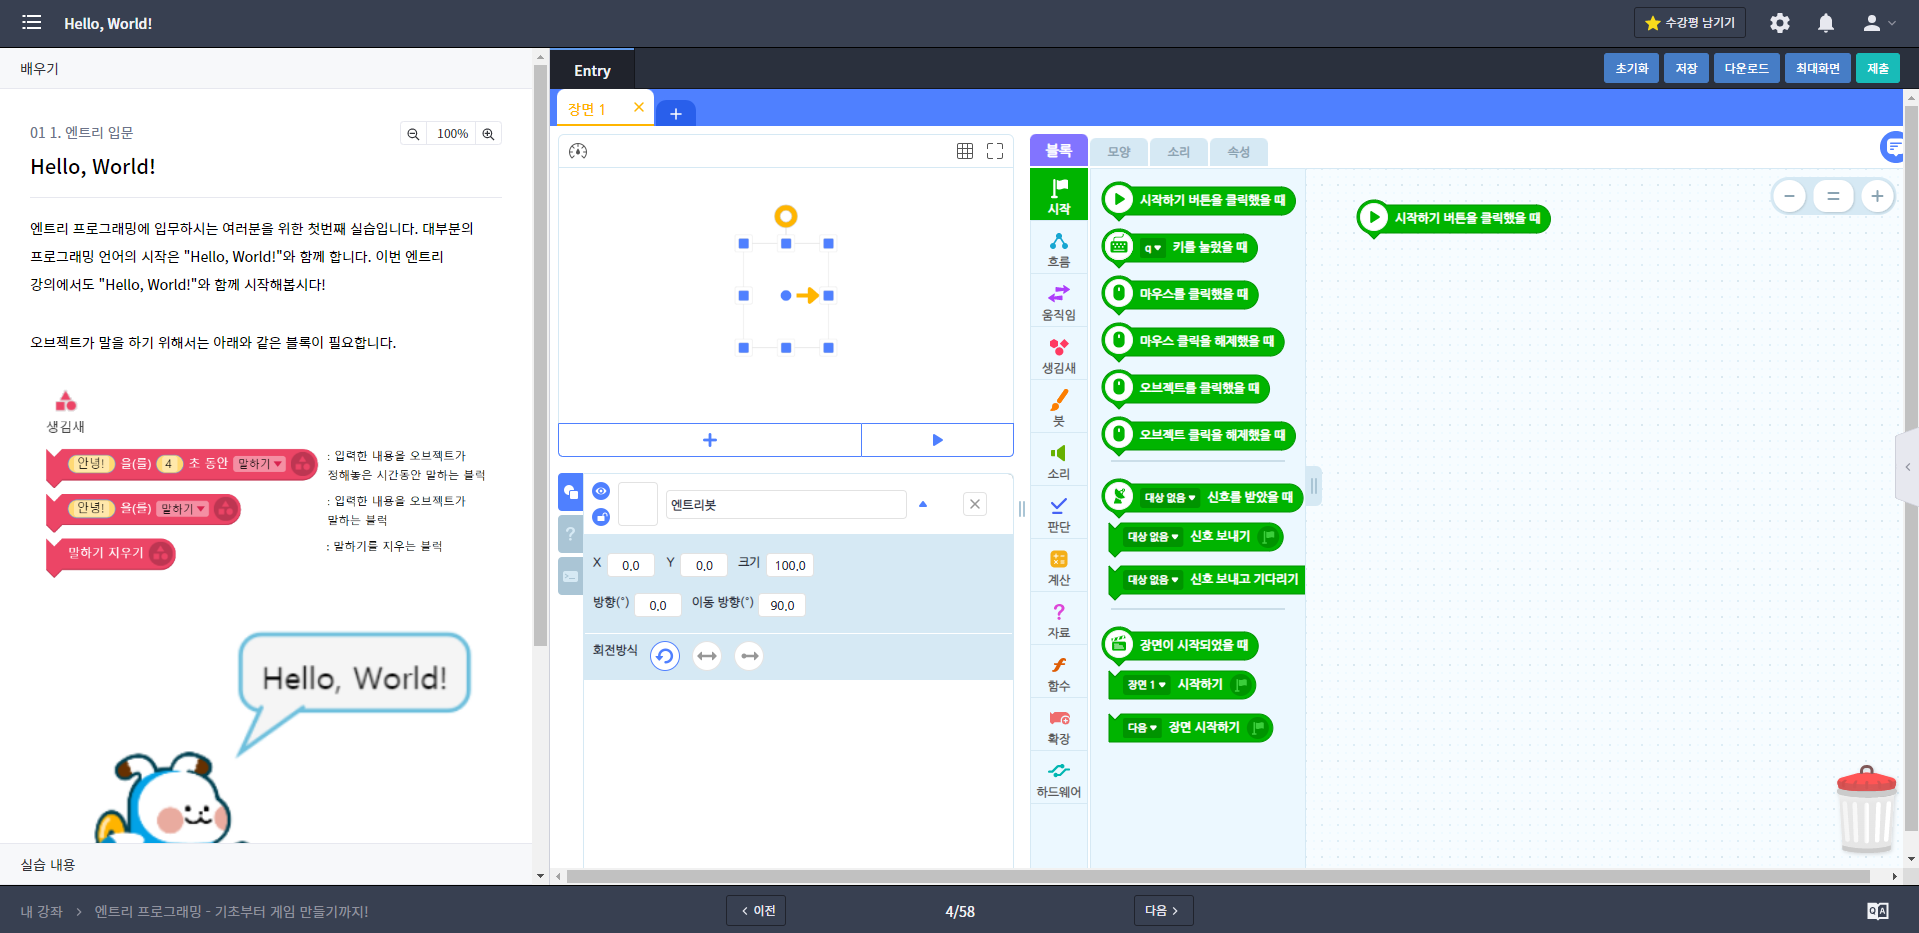 Hello, World!
수강평 남기기
배우기
Entry
초기화
저장
다운로드
최대화면
제출
01 1. 엔트리 입문
100%
Hello, World!
엔트리 프로그래밍에 입문하시는 여러분을 위한 첫번째 실습입니다. 대부분의
프로그래밍 언어의 시작은 "Hello, World!"와 함께 합니다. 이번 엔트리
강의에서도 "Hello, World!"와 함께 시작해봅시다!
오브젝트가 말을 하기 위해서는 아래와 같은 블록이 필요합니다.
생김새
안녕! 을(를) 4 초 동안 말하기
: 입력한 내용을 오브젝트가
정해놓은 시간동안 말하는 블럭
안녕! 을(를) 말하기
: 입력한 내용을 오브젝트가
말하는 블럭
말하기 지우기
: 말하기를 지우는 블럭
Hello, World!
실습 내용
장면 1
엔트리봇
X 0.0 Y 0.0 크기 100.0
방향(°) 0.0 이동 방향(°) 90.0
회전방식
?
블록
모양
소리
속성
시작
흐름
움직임
생김새
붓
소리
판단
계산
자료
함수
확장
하드웨어
시작하기 버튼을 클릭했을 때
q 키를 눌렀을 때
마우스를 클릭했을 때
마우스 클릭을 해제했을 때
오브젝트를 클릭했을 때
오브젝트 클릭을 해제했을 때
대상 없음 신호를 받았을 때
대상 없음 신호 보내기
대상 없음 신호 보내고 기다리기
장면이 시작되었을 때
장면 1 시작하기
다음 장면 시작하기
시작하기 버튼을 클릭했을 때
내 강좌 > 엔트리 프로그래밍 - 기초부터 게임 만들기까지!
< 이전
4/58
다음 >
Q A